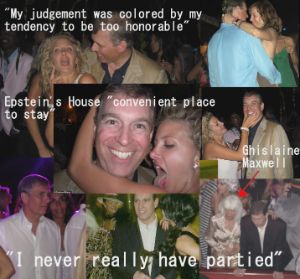 "My judgement was colored by my
tendency to be too honorable"
Epstein's House "convenient place
to stay"
Ghislaine
Maxwell
"I never really have partied"